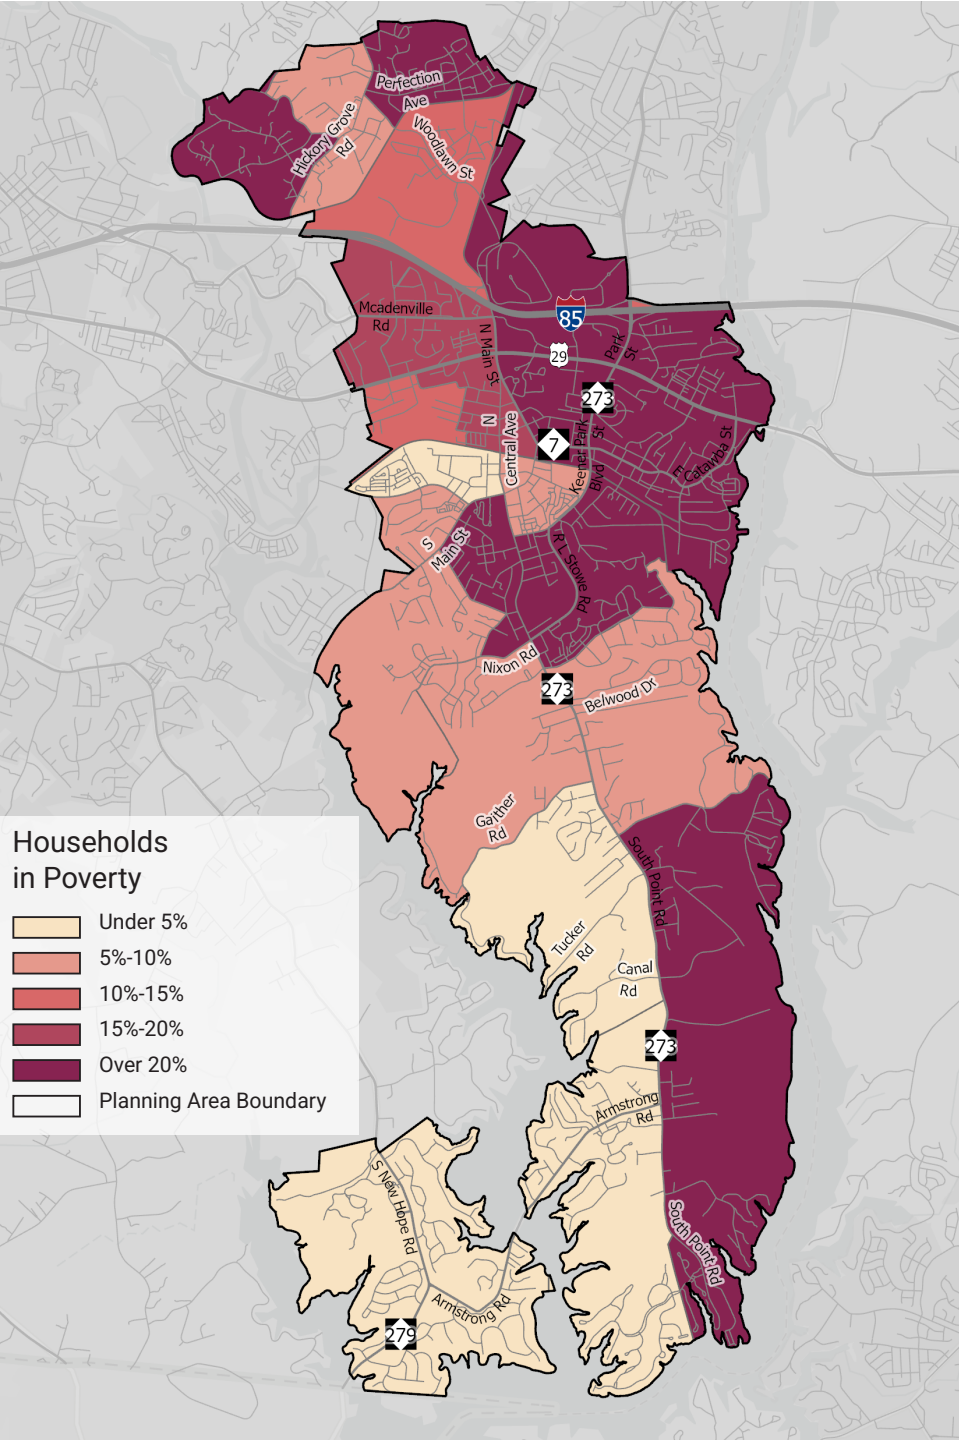 Perfection
Ave
Woodlawn St
Hickory Grove
Rd
Mcadenville
Rd
85
N Main St
29
Park
St
273
N
Central Ave
7
Keener
Blvd
Park
St
E Catawba St
S
Main St
R L Stowe Rd
Nixon Rd
273
Belwood Dr
Gaither
Rd
South Point Rd
Households
in Poverty
Under 5%
5%-10%
10%-15%
15%-20%
Over 20%
Planning Area Boundary
Tucker
Rd
Canal
Rd
273
Armstrong
Rd
S New Hope Rd
South Point Rd
Armstrong Rd
279